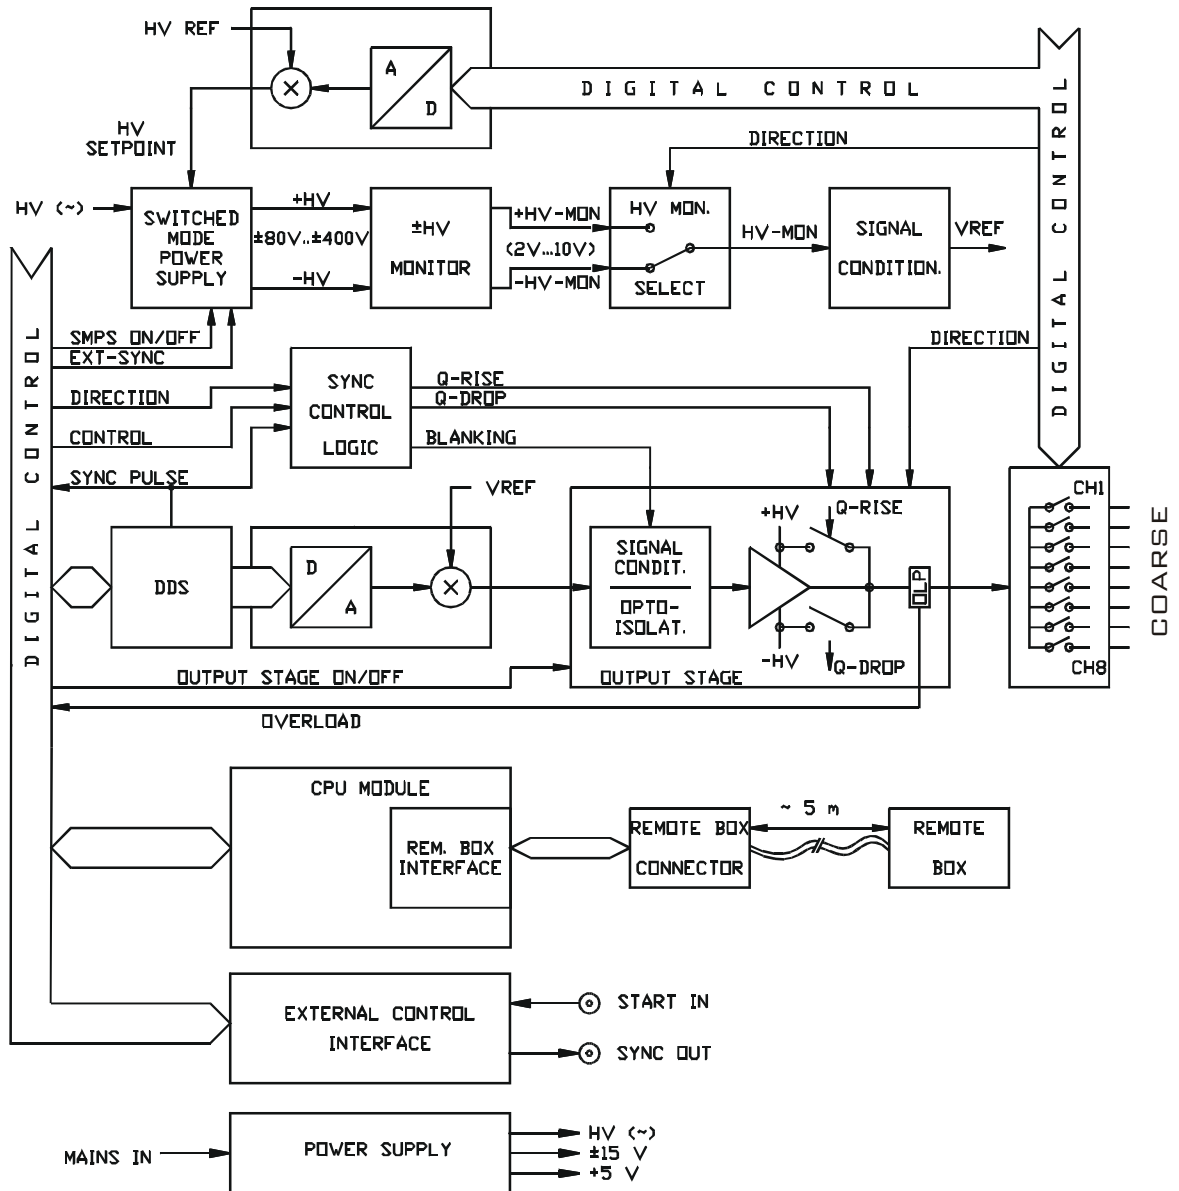 HV REF
A
D
DIGITAL CONTROL
DIGITAL CONTROL DIGITAL CONTROL
HV
SETPOINT
DIRECTION
HV (~)
SWITCHED
MODE
POWER
SUPPLY
+HV
±80V..±400V
-HV
±HV
MONITOR
+HV-MON
(2V...10V)
-HV-MON
HV MON.
SELECT
HV-MON
SIGNAL
CONDITION.
VREF
DIGITAL CONTROL DIGITAL CONTROL
SMPS ON/OFF
EXT-SYNC
DIRECTION
CONTROL
SYNC PULSE
SYNC
CONTROL
LOGIC
Q-RISE
Q-DROP
BLANKING
DIRECTION
VREF
DDS
D
A
SIGNAL
CONDIT.
OPTO-
ISOLAT.
+HV
Q-RISE
-HV
Q-DROP
OLP
OUTPUT STAGE
CH1
CH8
COARSE
OUTPUT STAGE ON/OFF
OVERLOAD
CPU MODULE
REM. BOX
INTERFACE
REMOTE BOX
CONNECTOR
~ 5 m
REMOTE
BOX
EXTERNAL CONTROL
INTERFACE
START IN
SYNC OUT
MAINS IN
POWER SUPPLY
HV (~)
±15 V
+5 V